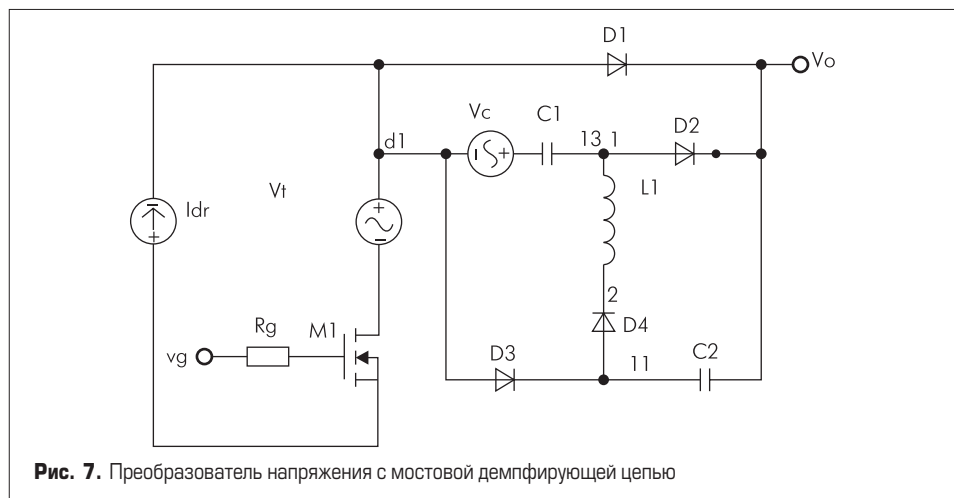 D1
Vo
Vc
C1
13 1
D2
d1
L1
Vt
Idr
2
D4
M1
Rg
vg
D3
11
C2
Рис. 7. Преобразователь напряжения с мостовой демпфирующей цепью